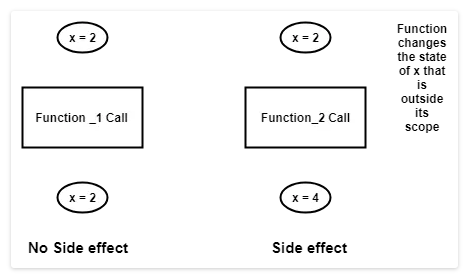 x = 2
Function _1 Call
x = 2
No Side effect
x = 2
Function_2 Call
x = 4
Side effect
Function
changes
the state
of x that
is
outside
its
scope